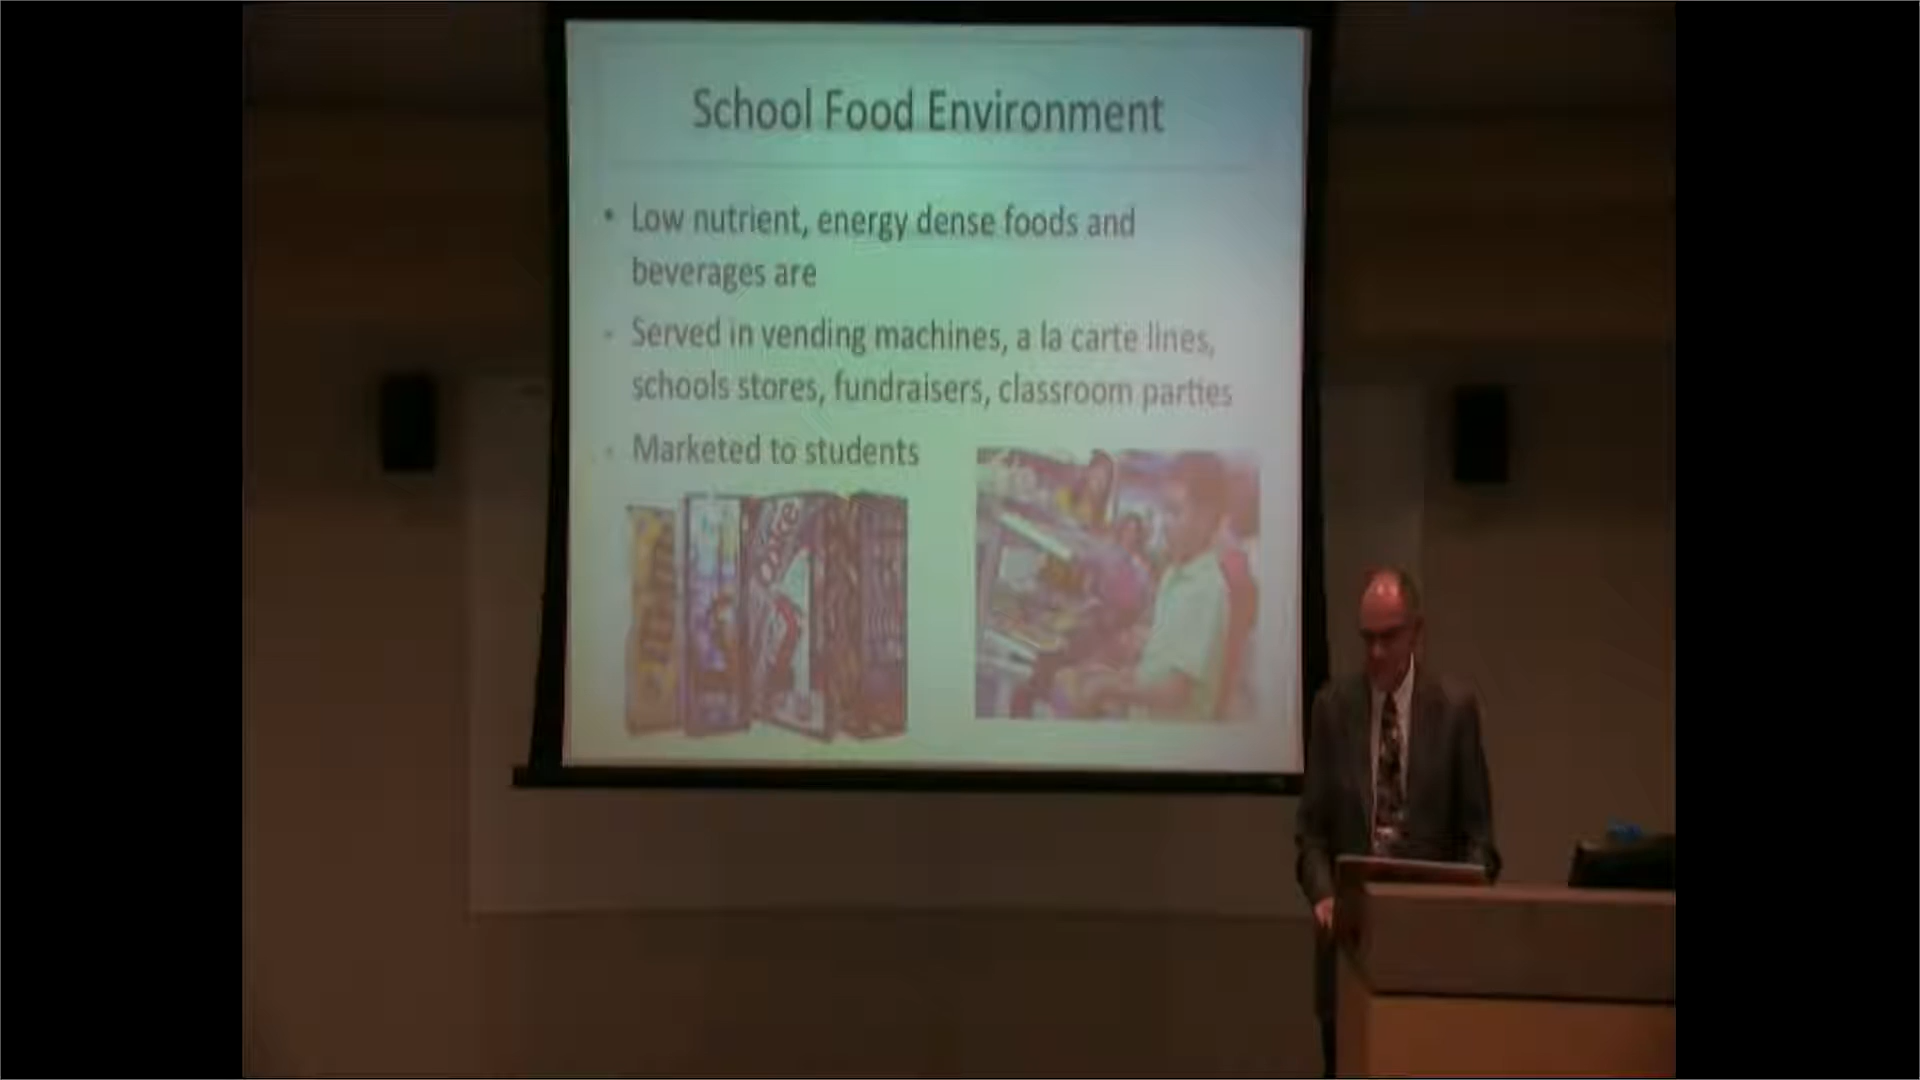 School Food Environment
• Low nutrient, energy dense foods and
beverages are
- Served in vending machines, a la carte lines,
schools stores, fundraisers, classroom parties
- Marketed to students
Coke